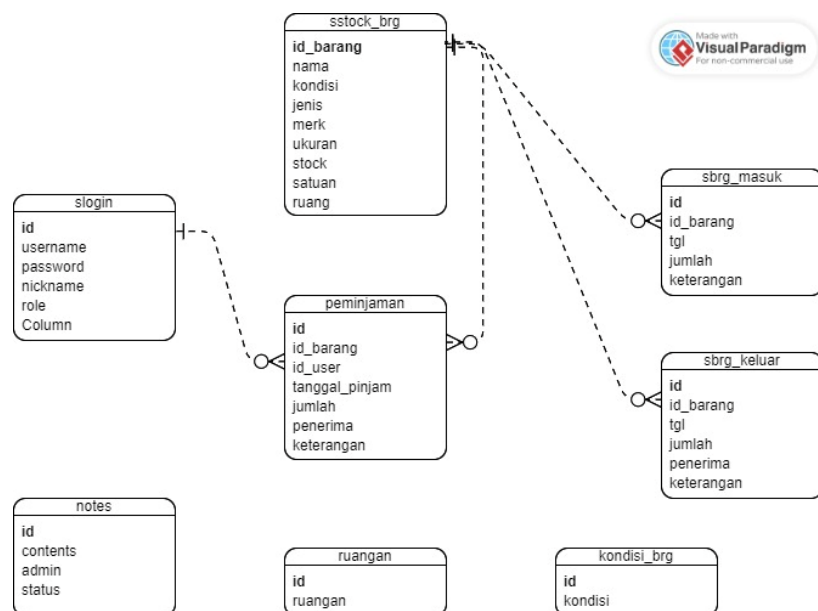 sstock_brg
id_barang
nama
kondisi
jenis
merk
ukuran
stock
satuan
ruang
Made with
Visual Paradigm
For non-commercial use
sbrg_masuk
id
id_barang
tgl
jumlah
keterangan
slogin
id
username
password
nickname
role
Column
peminjaman
id
id_barang
id_user
tanggal_pinjam
jumlah
penerima
keterangan
sbrg_keluar
id
id_barang
tgl
jumlah
penerima
keterangan
notes
id
contents
admin
status
ruangan
id
ruangan
kondisi_brg
id
kondisi